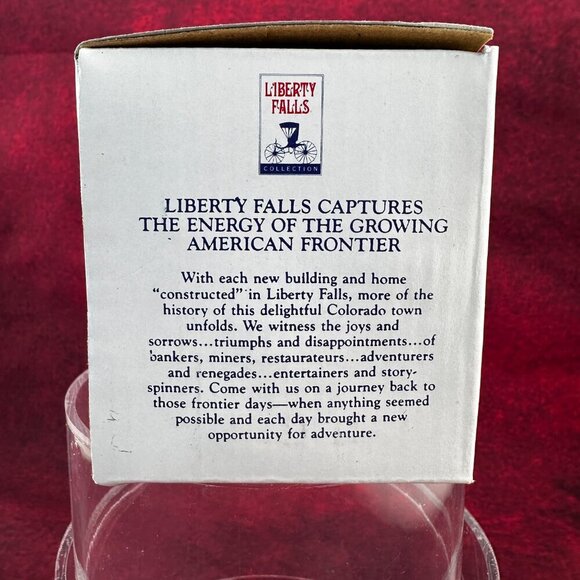 LIBERTY
FALLS
COLLECTION
LIBERTY FALLS CAPTURES
THE ENERGY OF THE GROWING
AMERICAN FRONTIER
With each new building and home
“constructed” in Liberty Falls, more of the
history of this delightful Colorado town
unfolds. We witness the joys and
sorrows...triumphs and disappointments...of
bankers, miners, restaurateurs...adventurers
and renegades...entertainers and story-
spinners. Come with us on a journey back to
those frontier days—when anything seemed
possible and each day brought a new
opportunity for adventure.